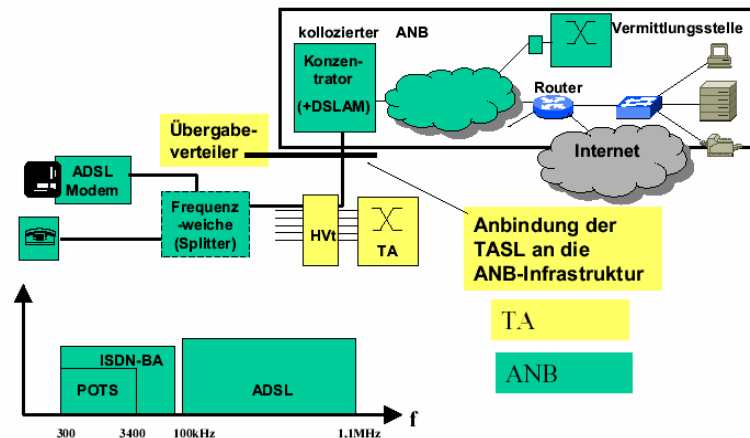 kollozierter ANB
Konzen-
trator
(+DSLAM)
Vermittlungsstelle
Router
Internet
Übergabe-
verteiler
ADSL
Modem
Frequenz
-weiche
(Splitter)
HVt
TA
Anbindung der
TASL an die
ANB-Infrastruktur
TA
ANB
ISDN-BA
POTS
ADSL
f
300 3400 100kHz 1.1MHz